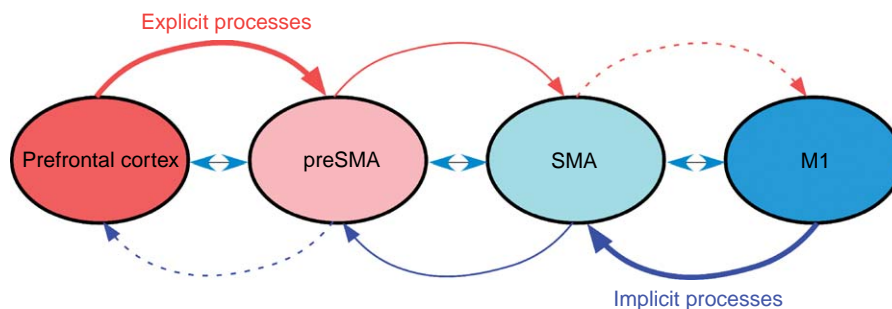 Explicit processes
Prefrontal cortex preSMA SMA M1
Implicit processes